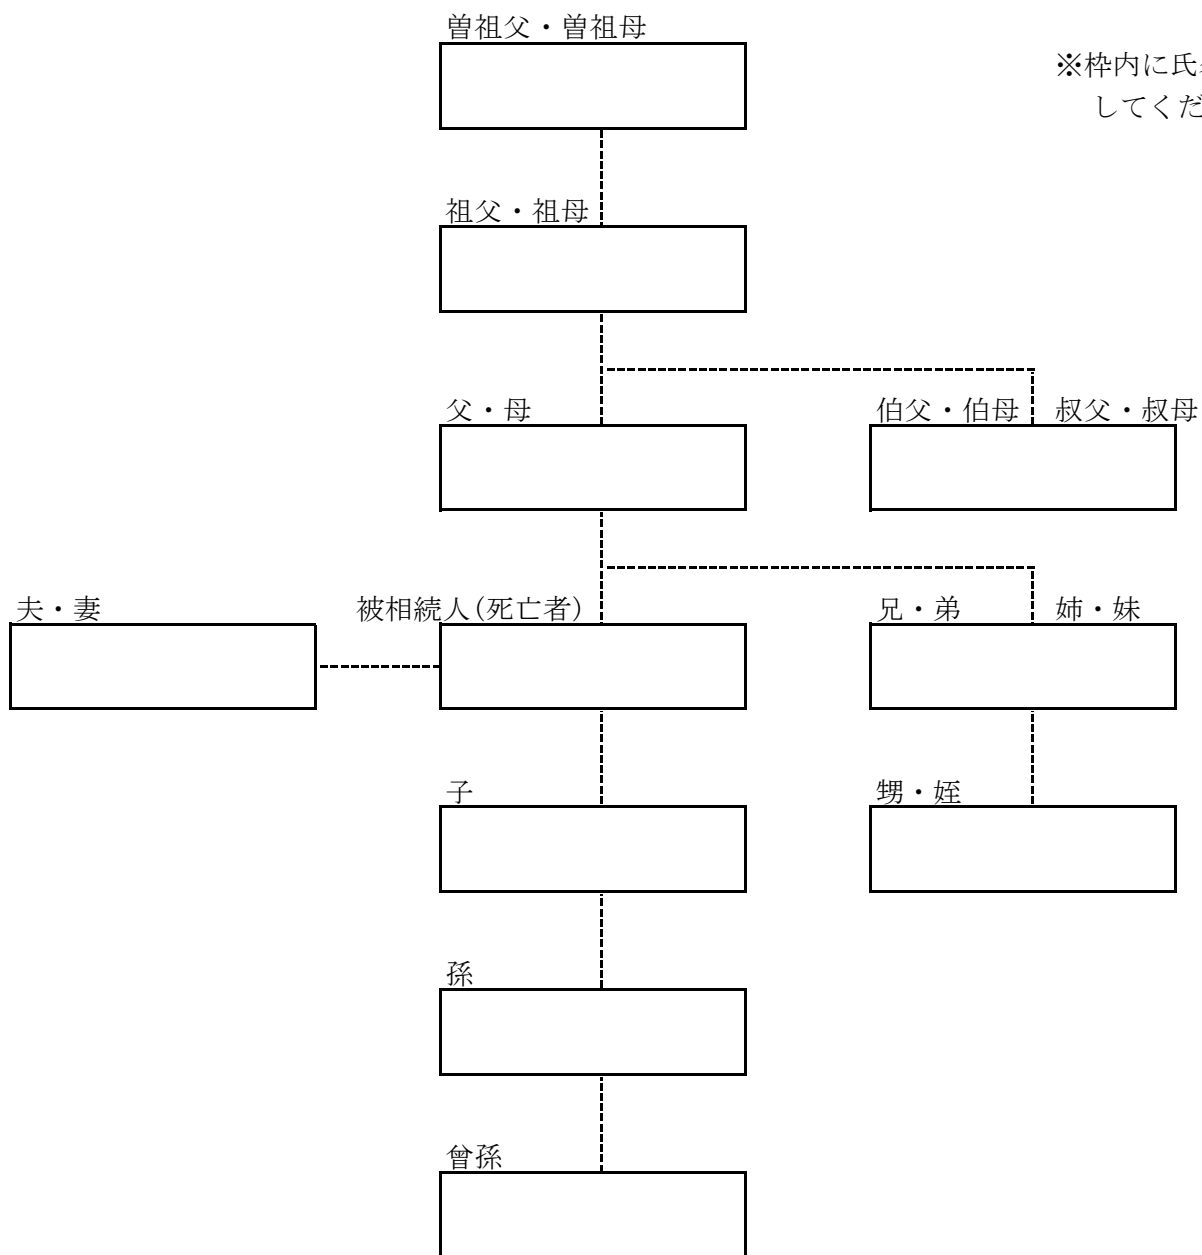 曽祖父・曽祖母
※枠内に氏
してくだ
祖父・祖母
父・母
伯父・伯母 叔父・叔母
夫・妻
被相続人(死亡者)
兄・弟 姉・妹
子
甥・姪
孫
曾孫